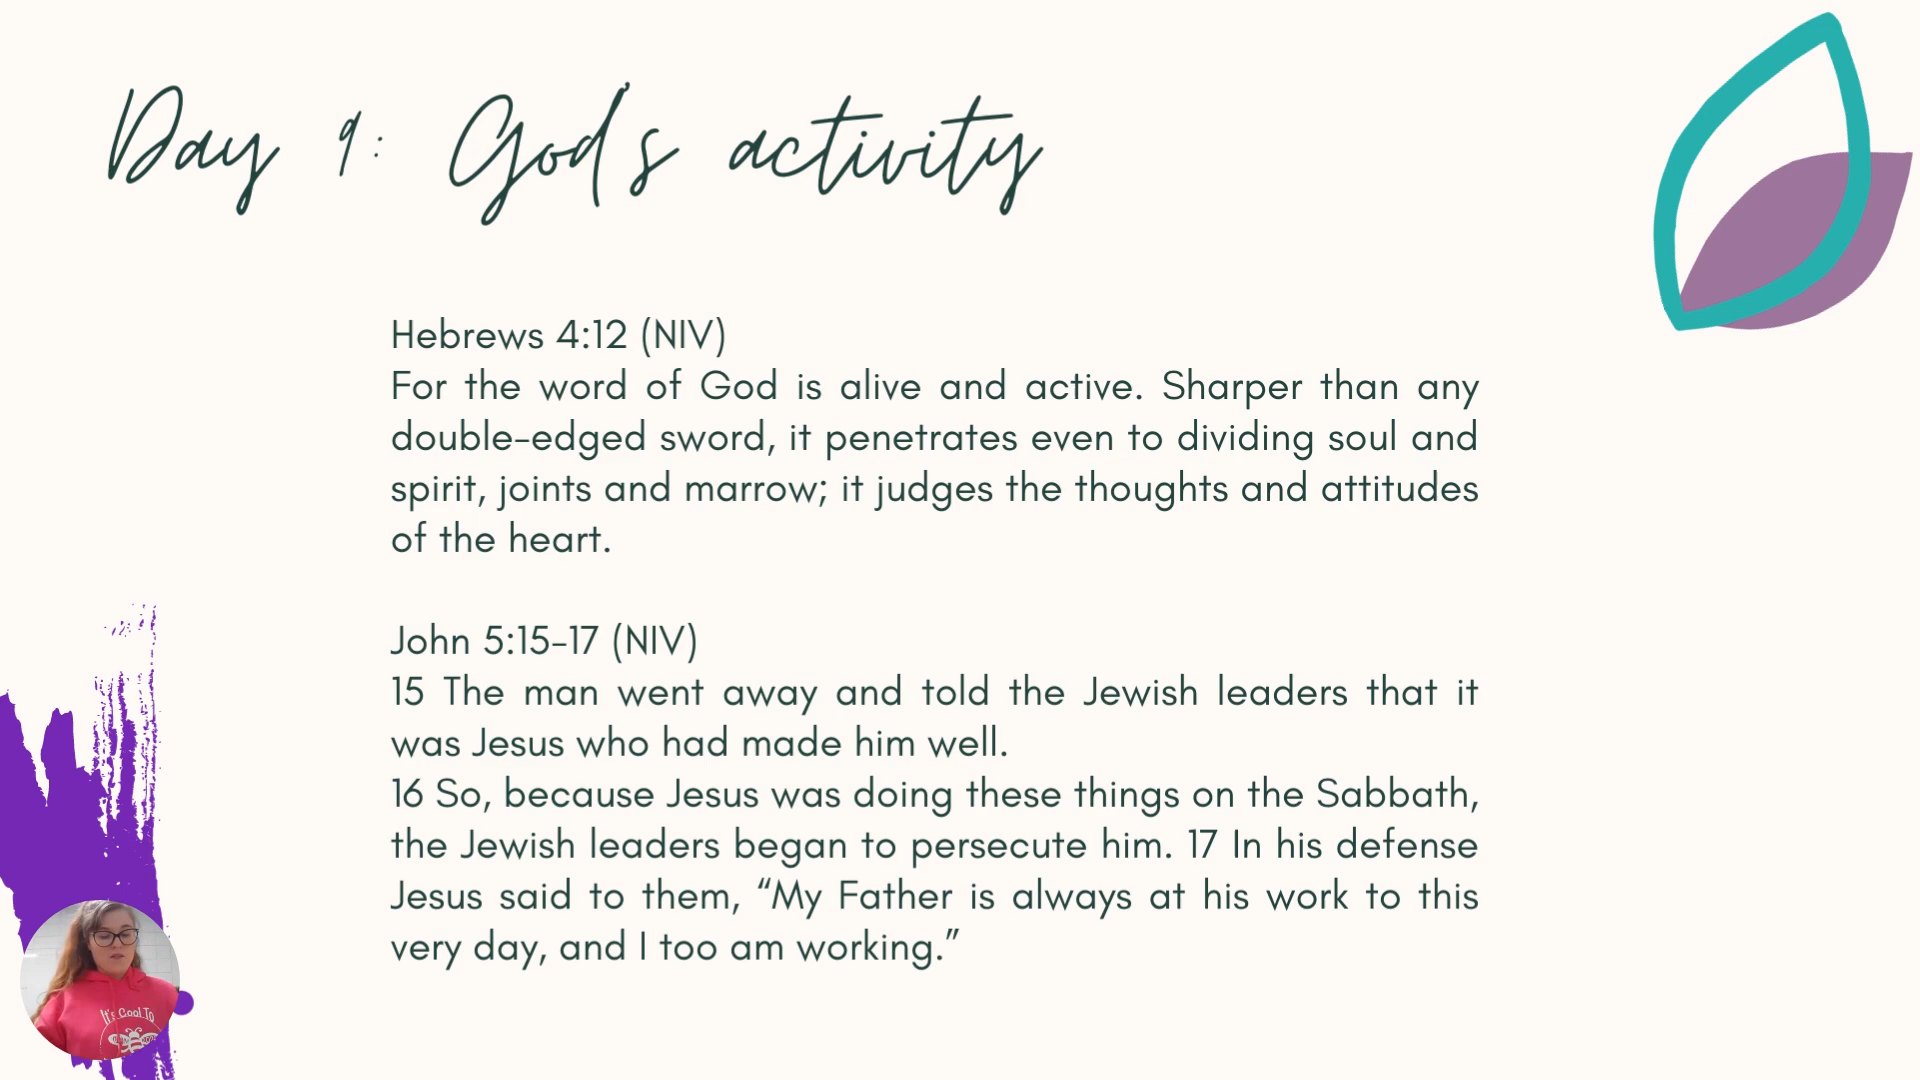 Day 9: God's activity
Hebrews 4:12 (NIV)
For the word of God is alive and active. Sharper than any
double-edged sword, it penetrates even to dividing soul and
spirit, joints and marrow; it judges the thoughts and attitudes
of the heart.
John 5:15-17 (NIV)
15 The man went away and told the Jewish leaders that it
was Jesus who had made him well.
16 So, because Jesus was doing these things on the Sabbath,
the Jewish leaders began to persecute him. 17 In his defense
Jesus said to them, “My Father is always at his work to this
very day, and I too am working.”
It's Cool To